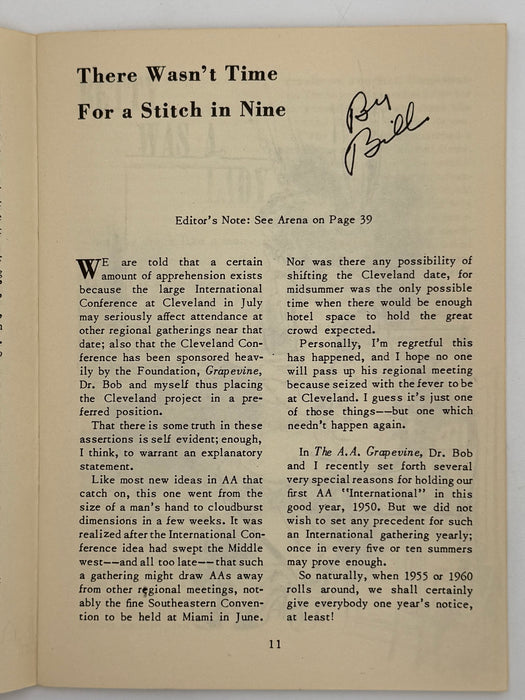 There Wasn't Time
For a Stitch in Nine
By
Bill
Editor's Note: See Arena on Page 39
WE are told that a certain
amount of apprehension exists
because the large International
Conference at Cleveland in July
may seriously affect attendance at
other regional gatherings near that
date; also that the Cleveland Con-
ference has been sponsored heav-
ily by the Foundation, Grapevine,
Dr. Bob and myself thus placing
the Cleveland project in a pre-
ferred position.
That there is some truth in these
assertions is self evident; enough,
I think, to warrant an explanatory
statement.
Like most new ideas in AA that
catch on, this one went from the
size of a man's hand to cloudburst
dimensions in a few weeks. It was
realized after the International Con-
ference idea had swept the Middle
west--and all too late--that such
a gathering might draw AAs away
from other regional meetings, not-
ably the fine Southeastern Conven-
tion to be held at Miami in June.
Nor was there any possibility of
shifting the Cleveland date, for
midsummer was the only possible
time when there would be enough
hotel space to hold the great
crowd expected.
Personally, I'm regretful this
has happened, and I hope no one
will pass up his regional meeting
because seized with the fever to be
at Cleveland. I guess it's just one
of those things--but one which
needn't happen again.
In The A.A. Grapevine, Dr. Bob
and I recently set forth several
very special reasons for holding our
first AA "International" in this
good year, 1950. But we did not
wish to set any precedent for such
an International gathering yearly;
once in every five or ten summers
may prove enough.
So naturally, when 1955 or 1960
rolls around, we shall certainly
give everybody one year's notice,
at least!
11